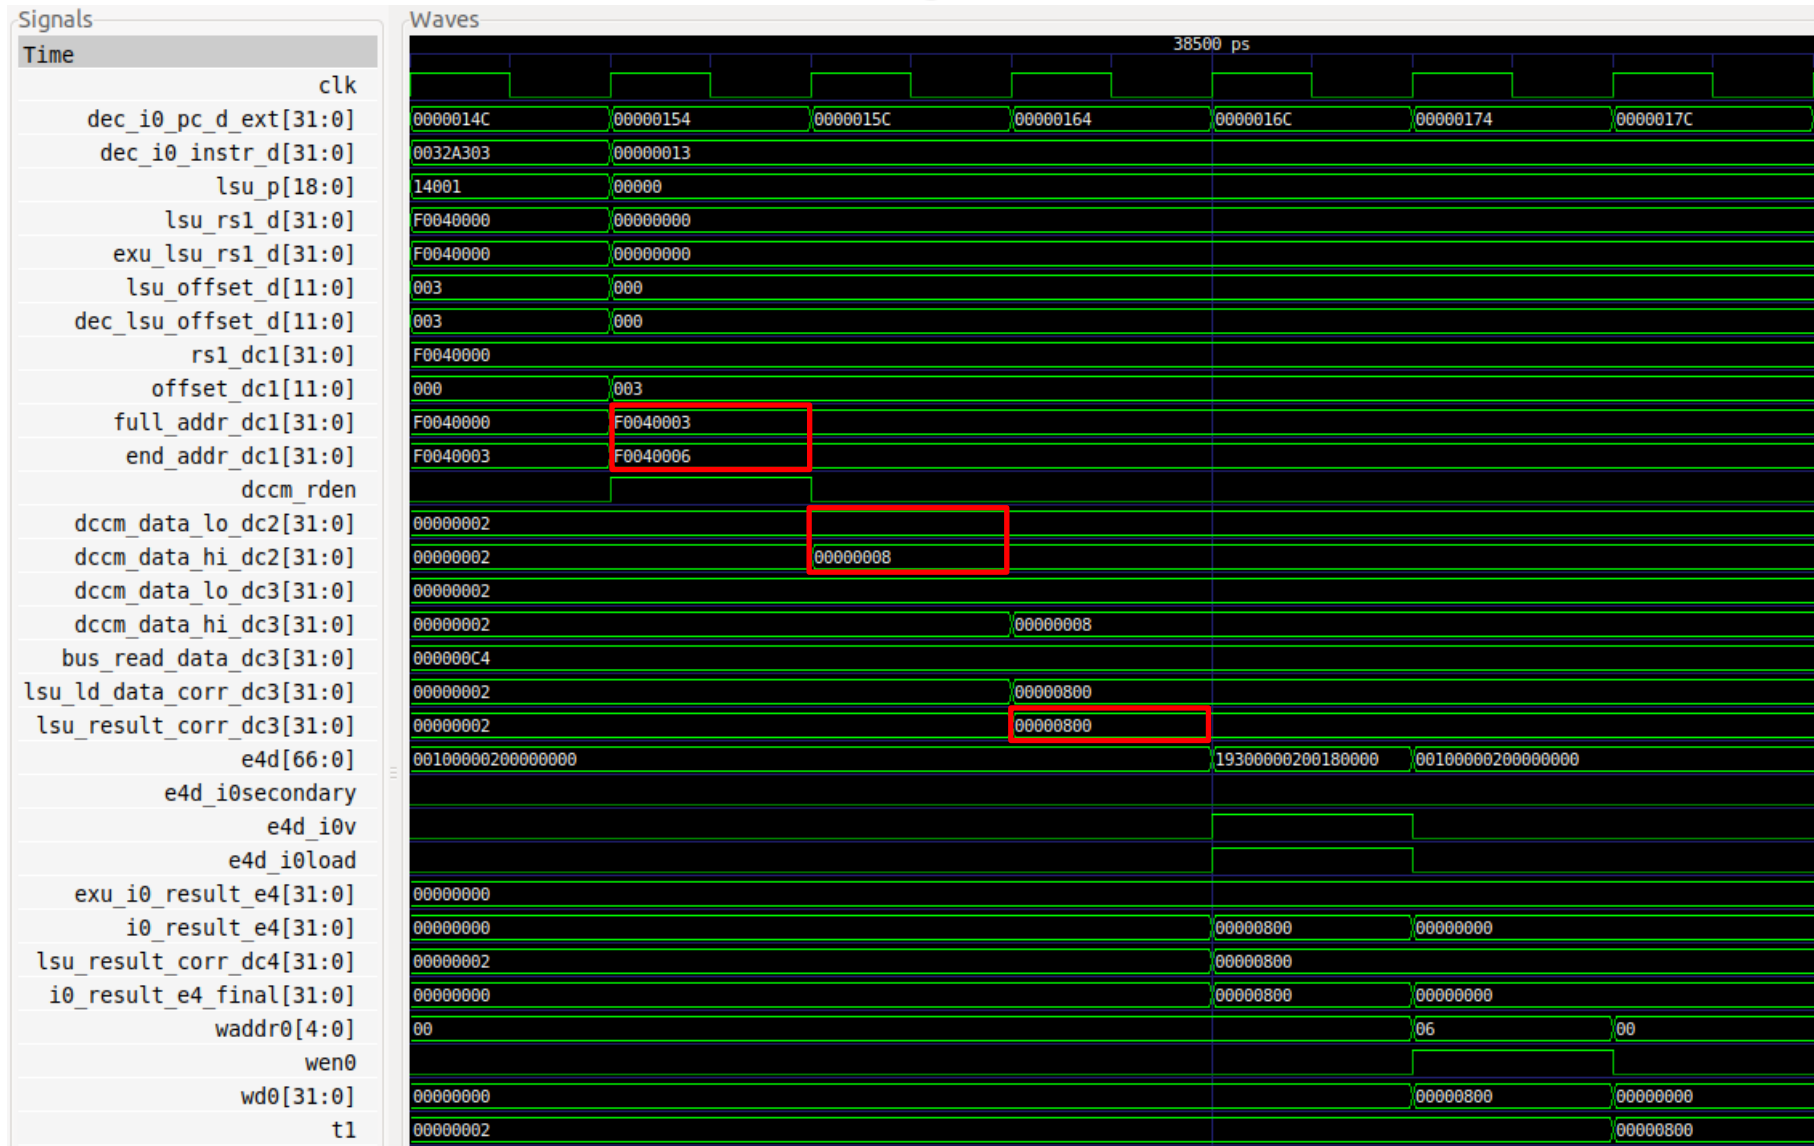 Signals Waves
Time 38500 ps
clk
dec_i0_pc_d_ext[31:0] 0000014C 00000154 0000015C 00000164 0000016C 00000174 0000017C
dec_i0_instr_d[31:0] 0032A303 00000013
lsu_p[18:0] 14001 00000
lsu_rs1_d[31:0] F0040000 00000000
exu_lsu_rs1_d[31:0] F0040000 00000000
lsu_offset_d[11:0] 003 000
dec_lsu_offset_d[11:0] 003 000
rs1_dc1[31:0] F0040000
offset_dc1[11:0] 000 003
full_addr_dc1[31:0] F0040000 F0040003
end_addr_dc1[31:0] F0040003 F0040006
dccm_rden
dccm_data_lo_dc2[31:0] 00000002
dccm_data_hi_dc2[31:0] 00000002 00000008
dccm_data_lo_dc3[31:0] 00000002
dccm_data_hi_dc3[31:0] 00000002 00000008
bus_read_data_dc3[31:0] 000000C4
lsu_ld_data_corr_dc3[31:0] 00000002 00000800
lsu_result_corr_dc3[31:0] 00000002 00000800
e4d[66:0] 00100000200000000 19300000200180000 00100000200000000
e4d_i0secondary
e4d_i0v
e4d_i0load
exu_i0_result_e4[31:0] 00000000
i0_result_e4[31:0] 00000000 00000800 00000000
lsu_result_corr_dc4[31:0] 00000002 00000800
i0_result_e4_final[31:0] 00000000 00000800 00000000
waddr0[4:0] 00 06 00
wen0
wd0[31:0] 00000000 00000800 00000000
t1 00000002 00000800